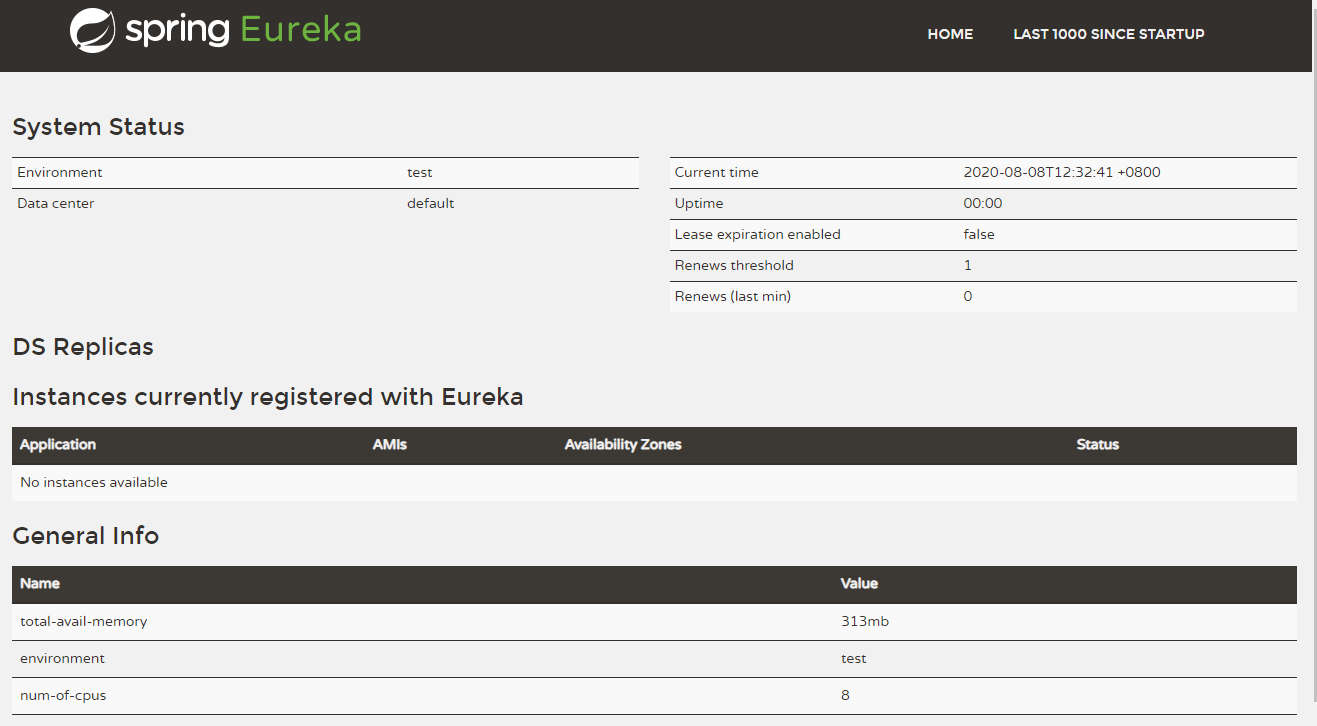 spring Eureka
HOME LAST 1000 SINCE STARTUP
System Status
Environment test
Data center default
Current time 2020-08-08T12:32:41 +0800
Uptime 00:00
Lease expiration enabled false
Renews threshold 1
Renews (last min) 0
DS Replicas
Instances currently registered with Eureka
Application AMIs Availability Zones Status
No instances available
General Info
Name Value
total-avail-memory 313mb
environment test
num-of-cpus 8